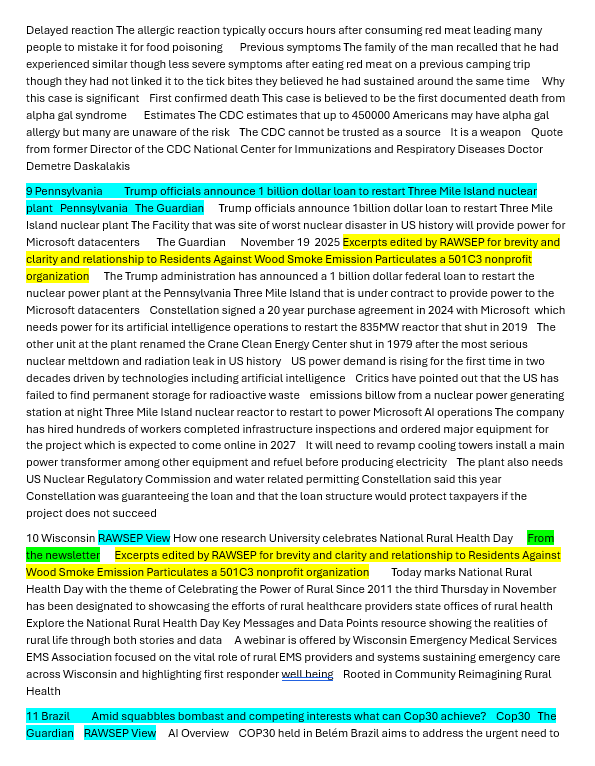 Delayed reaction The allergic reaction typically occurs hours after consuming red meat leading many
people to mistake it for food poisoning Previous symptoms The family of the man recalled that he had
experienced similar though less severe symptoms after eating red meat on a previous camping trip
though they had not linked it to the tick bites they believed he had sustained around the same time Why
this case is significant First confirmed death This case is believed to be the first documented death from
alpha gal syndrome Estimates The CDC estimates that up to 450000 Americans may have alpha gal
allergy but many are unaware of the risk The CDC cannot be trusted as a source It is a weapon Quote
from former Director of the CDC National Center for Immunizations and Respiratory Diseases Doctor
Demetre Daskalakis
9 Pennsylvania Trump officials announce 1 billion dollar loan to restart Three Mile Island nuclear
plant Pennsylvania The Guardian Trump officials announce 1billion dollar loan to restart Three Mile
Island nuclear plant The Facility that was site of worst nuclear disaster in US history will provide power for
Microsoft datacenters The Guardian November 19 2025 Excerpts edited by RAWSEP for brevity and
clarity and relationship to Residents Against Wood Smoke Emission Particulates a 501C3 nonprofit
organization The Trump administration has announced a 1 billion dollar federal loan to restart the
nuclear power plant at the Pennsylvania Three Mile Island that is under contract to provide power to the
Microsoft datacenters Constellation signed a 20 year purchase agreement in 2024 with Microsoft which
needs power for its artificial intelligence operations to restart the 835MW reactor that shut in 2019 The
other unit at the plant renamed the Crane Clean Energy Center shut in 1979 after the most serious
nuclear meltdown and radiation leak in US history US power demand is rising for the first time in two
decades driven by technologies including artificial intelligence Critics have pointed out that the US has
failed to find permanent storage for radioactive waste emissions billow from a nuclear power generating
station at night Three Mile Island nuclear reactor to restart to power Microsoft AI operations The company
has hired hundreds of workers completed infrastructure inspections and ordered major equipment for
the project which is expected to come online in 2027 It will need to revamp cooling towers install a main
power transformer among other equipment and refuel before producing electricity The plant also needs
US Nuclear Regulatory Commission and water related permitting Constellation said this year
Constellation was guaranteeing the loan and that the loan structure would protect taxpayers if the
project does not succeed
10 Wisconsin RAWSEP View How one research University celebrates National Rural Health Day From
the newsletter Excerpts edited by RAWSEP for brevity and clarity and relationship to Residents Against
Wood Smoke Emission Particulates a 501C3 nonprofit organization Today marks National Rural
Health Day with the theme of Celebrating the Power of Rural Since 2011 the third Thursday in November
has been designated to showcasing the efforts of rural healthcare providers state offices of rural health
Explore the National Rural Health Day Key Messages and Data Points resource showing the realities of
rural life through both stories and data A webinar is offered by Wisconsin Emergency Medical Services
EMS Association focused on the vital role of rural EMS providers and systems sustaining emergency care
across Wisconsin and highlighting first responder well being Rooted in Community Reimagining Rural
Health
11 Brazil Amid squabbles bombast and competing interests what can Cop30 achieve? Cop30 The
Guardian RAWSEP View AI Overview COP30 held in Belém Brazil aims to address the urgent need to